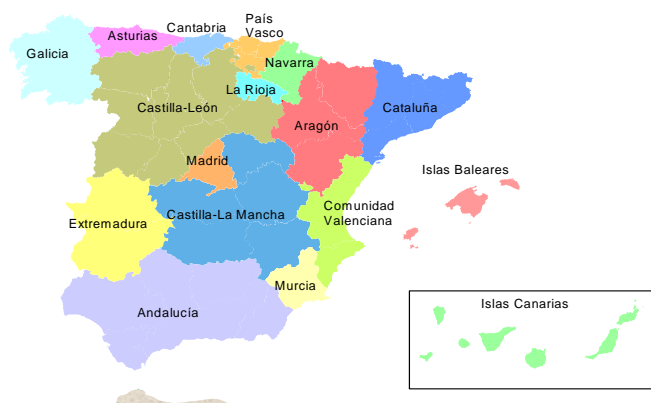 País
Vasco
Cantabria
Asturias
Galicia
Navarra
La Rioja
Cataluña
Castilla-León
Aragón
Madrid
Islas Baleares
Comunidad
Valenciana
Castilla-La Mancha
Extremadura
Murcia
Andalucía
Islas Canarias